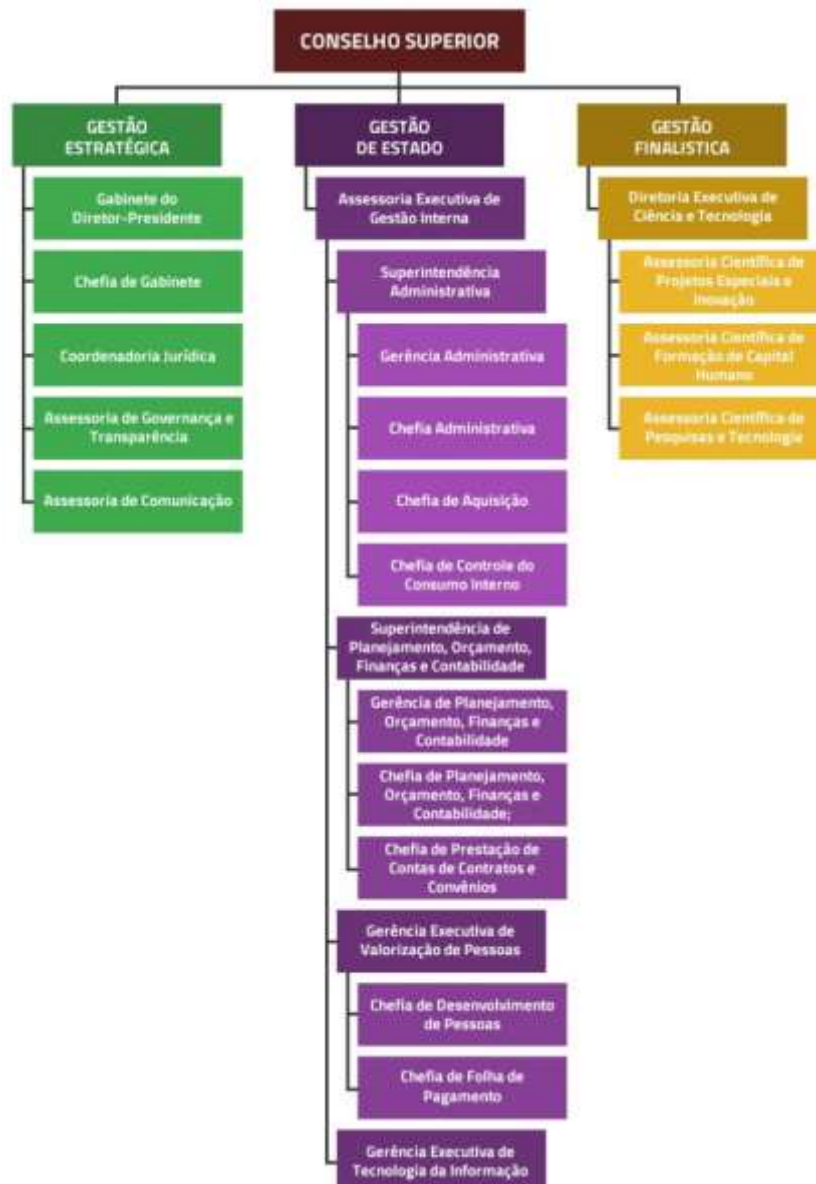 CONSELHO SUPERIOR
GESTÃO
ESTRATÉGICA
Gabinete do
Diretor-Presidente
Chefia de Gabinete
Coordenadoria Jurídica
Assessoria de Governança e
Transparência
Assessoria de Comunicação
GESTÃO
DE ESTADO
Assessoria Executiva de
Gestão Interna
Superintendência
Administrativa
Gerência Administrativa
Chefia Administrativa
Chefia de Aquisição
Chefia de Controle do
Consumo Interno
Superintendência de
Planejamento, Orçamento,
Finanças e Contabilidade
Gerência de Planejamento,
Orçamento, Finanças e
Contabilidade
Chefia de Planejamento,
Orçamento, Finanças e
Contabilidade;
Chefia de Prestação de
Contas de Contratos e
Convênios
Gerência Executiva de
Valorização de Pessoas
Chefia de Desenvolvimento
de Pessoas
Chefia de Folha de
Pagamento
Gerência Executiva de
Tecnologia da Informação
GESTÃO
FINALISTICA
Diretoria Executiva de
Ciência e Tecnologia
Assessoria Científica de
Projetos Especiais e
Inovação
Assessoria Científica de
Formação de Capital
Humano
Assessoria Científica de
Pesquisas e Tecnologia